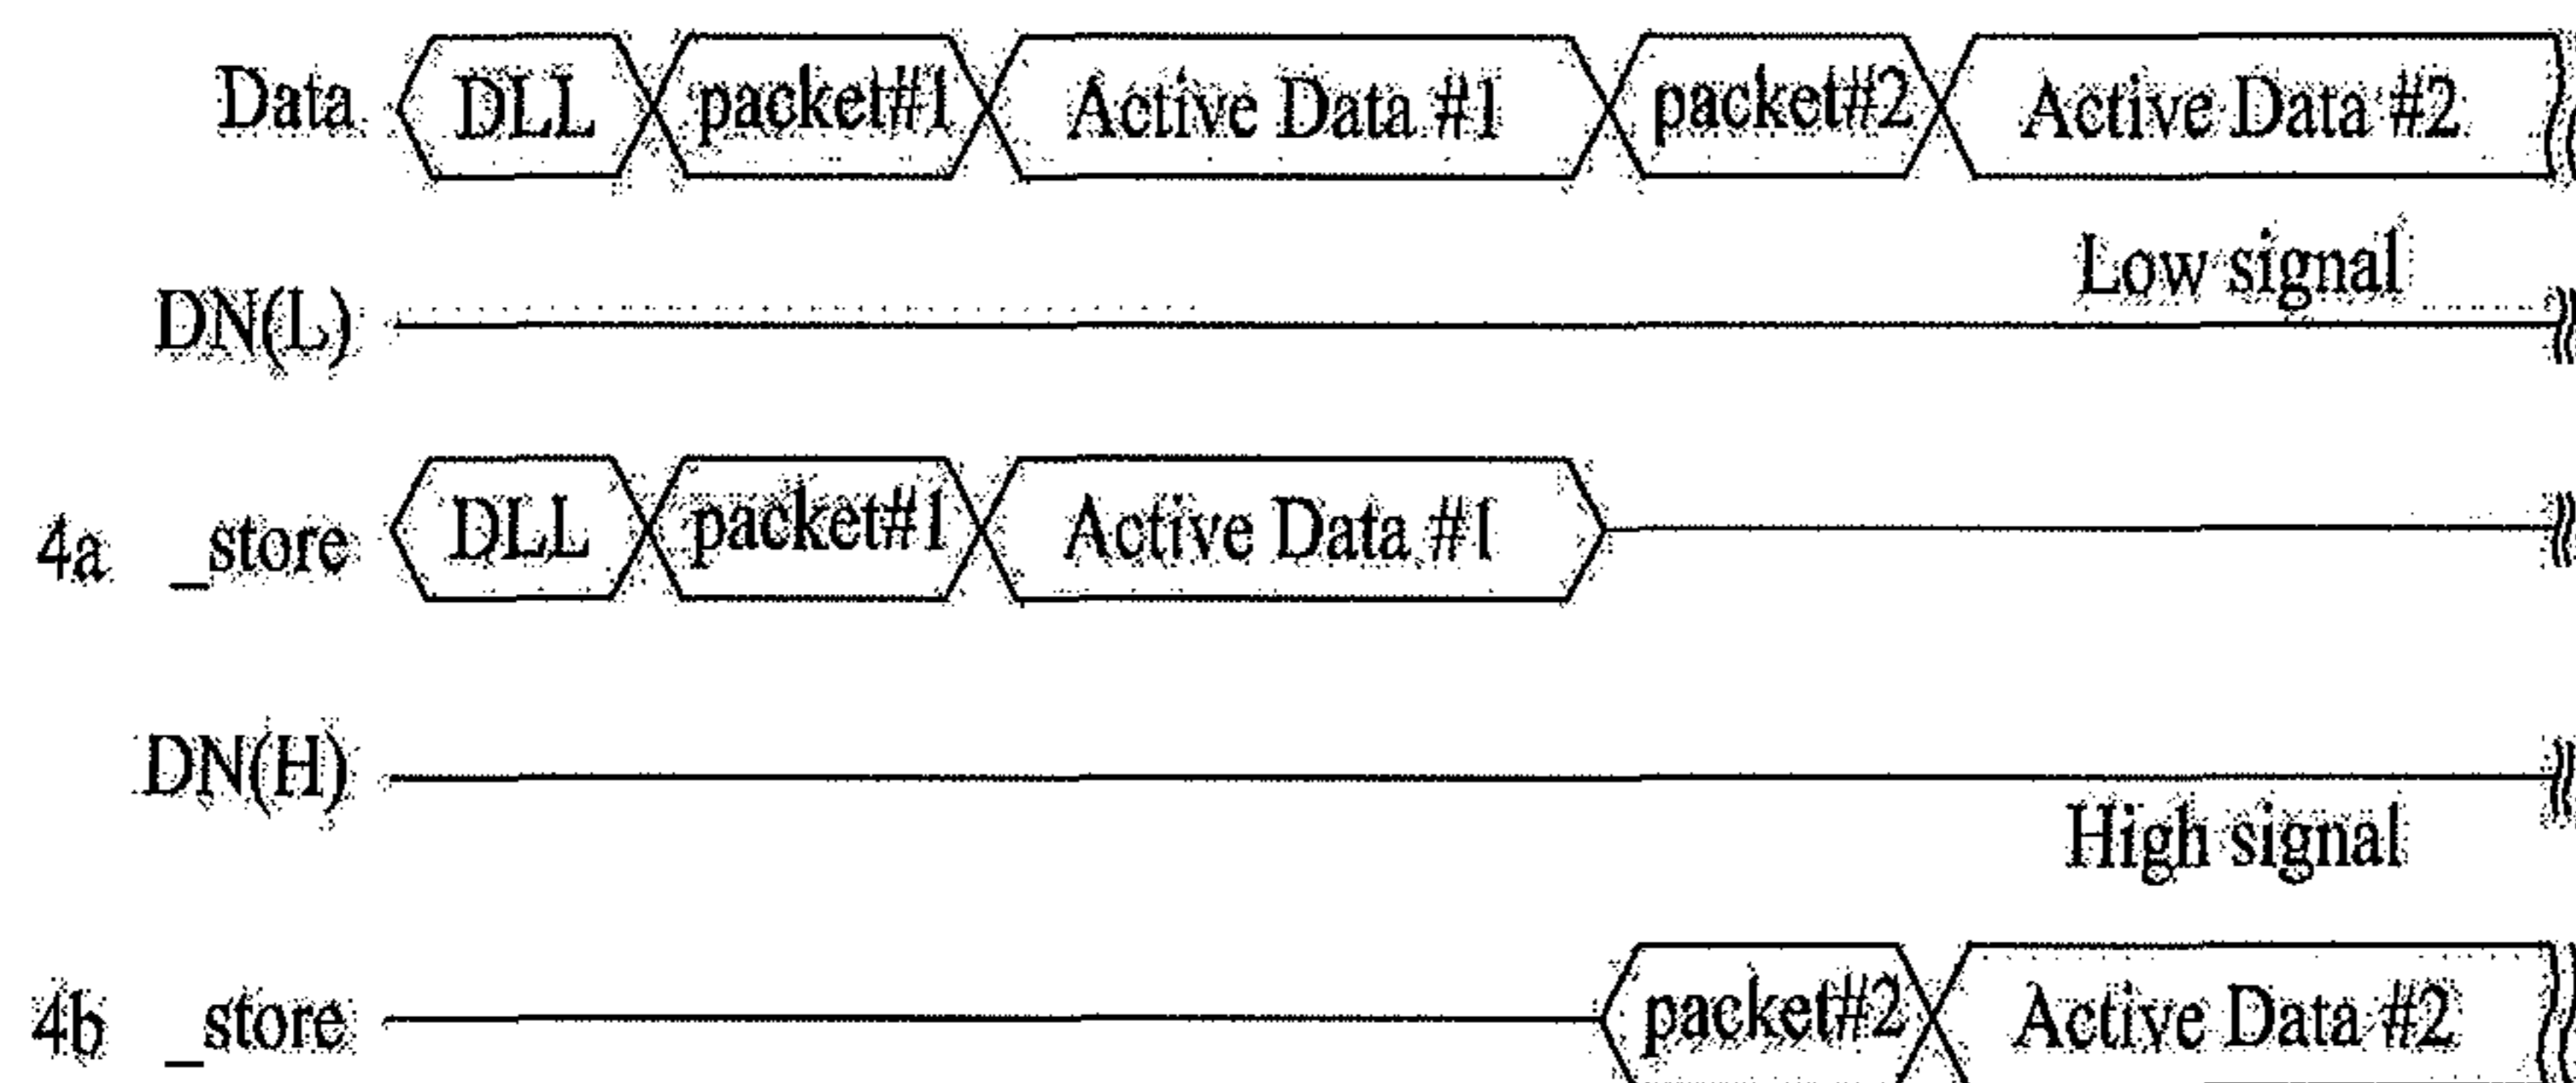 Data DLL packet#1 Active Data #1 packet#2 Active Data #2
Low signal
DN(L)
4a _store DLL packet#1 Active Data #1
DN(H)
High signal
4b _store packet#2 Active Data #2